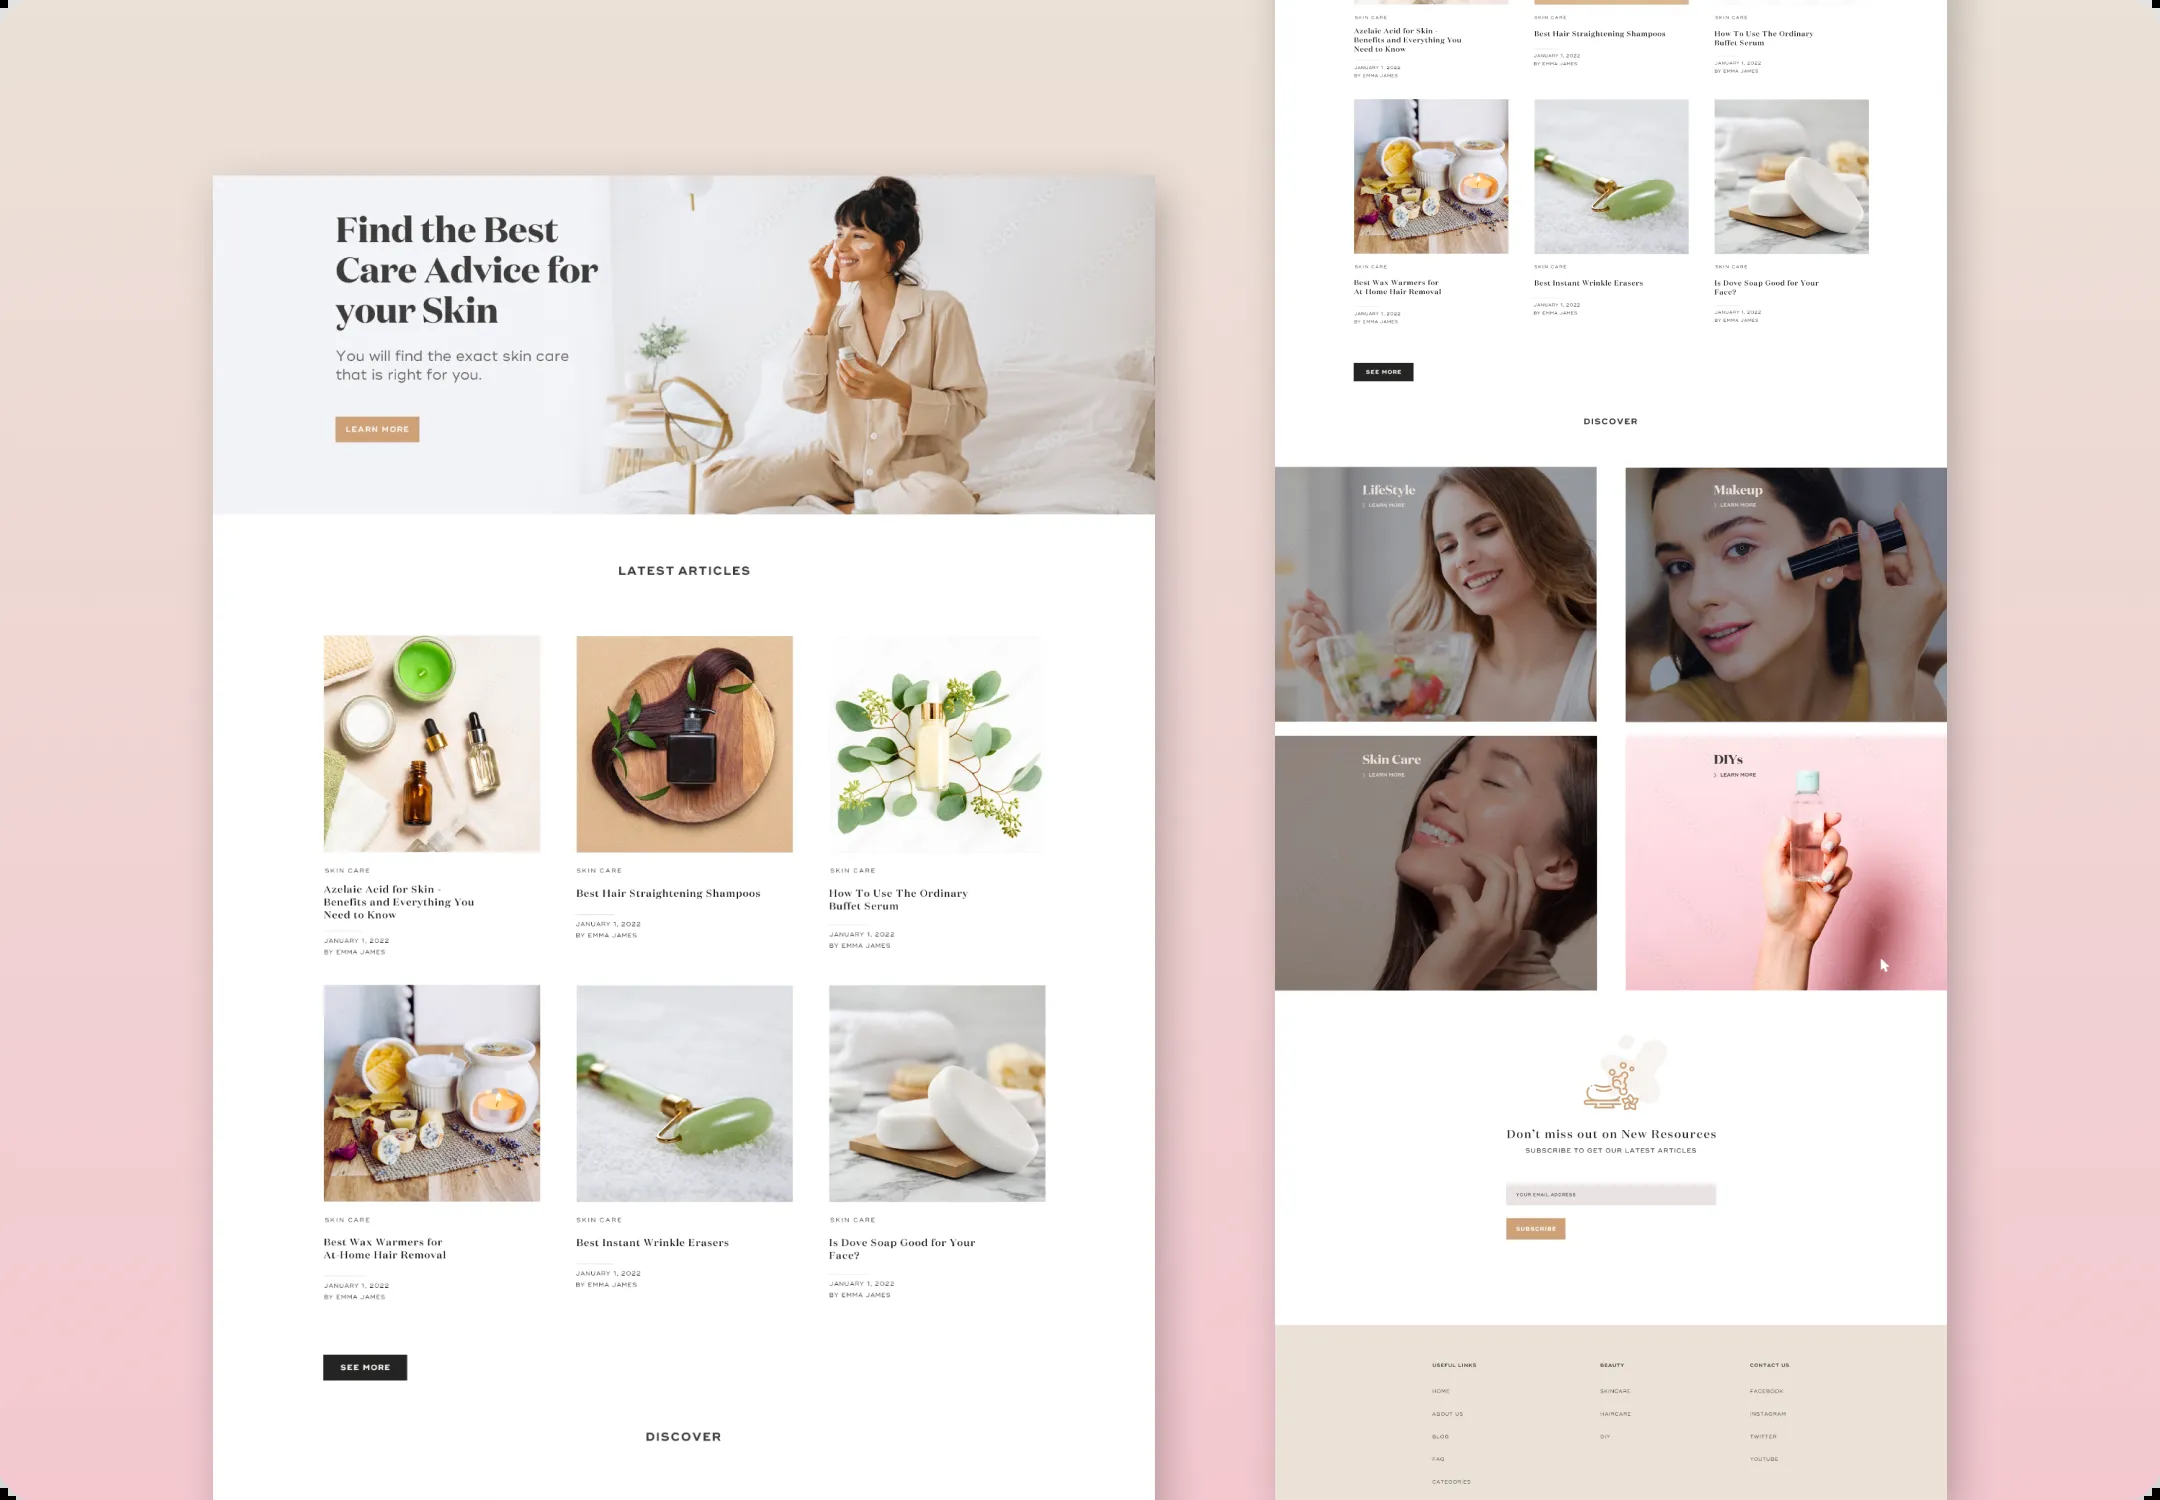 Find the Best
Care Advice for
your Skin
You will find the exact skin care
that is right for you.
LEARN MORE
LATEST ARTICLES
SKIN CARE
Azelaic Acid for Skin -
Benefits and Everything You
Need to Know
JANUARY 1, 2022
BY EMMA JAMES
SKIN CARE
Best Hair Straightening Shampoos
JANUARY 1, 2022
BY EMMA JAMES
SKIN CARE
How To Use The Ordinary
Buffet Serum
JANUARY 1, 2022
BY EMMA JAMES
SKIN CARE
Best Wax Warmers for
At-Home Hair Removal
JANUARY 1, 2022
BY EMMA JAMES
SKIN CARE
Best Instant Wrinkle Erasers
JANUARY 1, 2022
BY EMMA JAMES
SKIN CARE
Is Dove Soap Good for Your
Face?
JANUARY 1, 2022
BY EMMA JAMES
SEE MORE
DISCOVER
SKIN CARE
Azelaic Acid for Skin -
Benefits and Everything You
Need to Know
JANUARY 1, 2022
BY EMMA JAMES
SKIN CARE
Best Hair Straightening Shampoos
JANUARY 1, 2022
BY EMMA JAMES
SKIN CARE
How To Use The Ordinary
Buffet Serum
JANUARY 1, 2022
BY EMMA JAMES
SKIN CARE
Best Wax Warmers for
At-Home Hair Removal
JANUARY 1, 2022
BY EMMA JAMES
SKIN CARE
Best Instant Wrinkle Erasers
JANUARY 1, 2022
BY EMMA JAMES
SKIN CARE
Is Dove Soap Good for Your
Face?
JANUARY 1, 2022
BY EMMA JAMES
SEE MORE
DISCOVER
LifeStyle
LEARN MORE
Makeup
LEARN MORE
Skin Care
LEARN MORE
DIYs
LEARN MORE
Don't miss out on New Resources
SUBSCRIBE TO GET OUR LATEST ARTICLES
YOUR EMAIL ADDRESS
SUBSCRIBE
USEFUL LINKS
HOME
ABOUT US
BLOG
FAQ
CATEGORIES
BEAUTY
SKINCARE
HAIRCARE
DIY
CONTACT US
FACEBOOK
INSTAGRAM
TWITTER
YOUTUBE